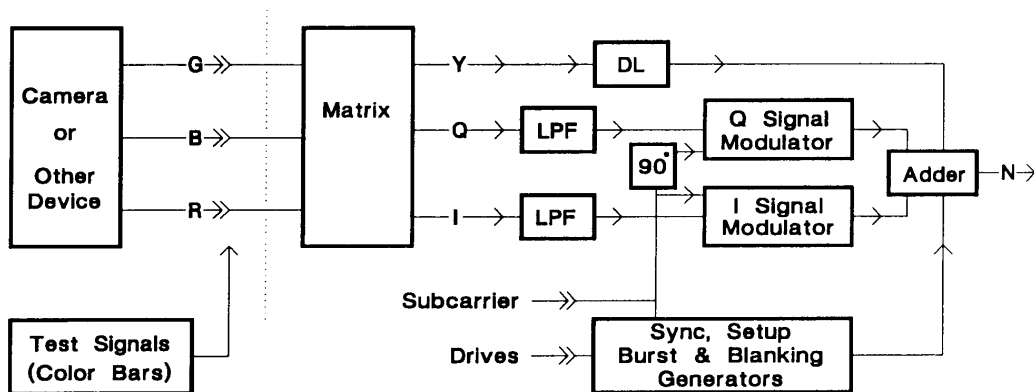 G
Y
DL
Camera
or
Other
Device
Matrix
B
Q
LPF
Q Signal
Modulator
90°
Adder
N
R
I
LPF
I Signal
Modulator
Subcarrier
Test Signals
(Color Bars)
Drives
Sync, Setup
Burst & Blanking
Generators